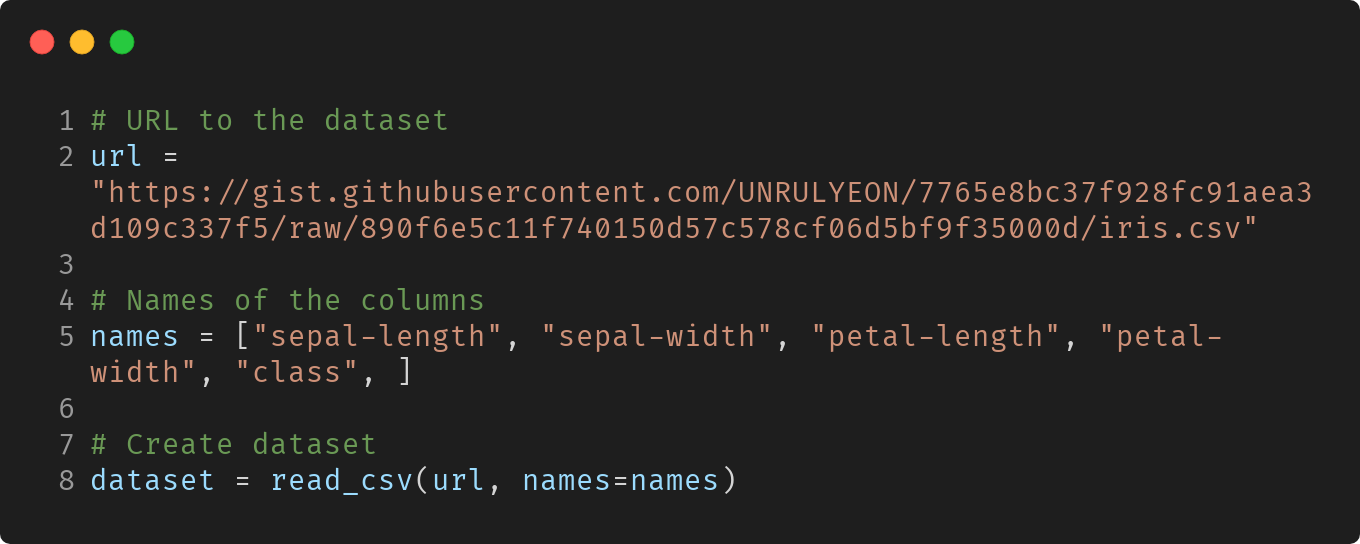 1 # URL to the dataset
2 url =
"https://gist.githubusercontent.com/UNRULYEON/7765e8bc37f928fc91aea3
d109c337f5/raw/890f6e5c11f740150d57c578cf06d5bf9f35000d/iris.csv"
3
4 # Names of the columns
5 names = ["sepal-length", "sepal-width", "petal-length", "petal-
width", "class", ]
6
7 # Create dataset
8 dataset = read_csv(url, names=names)